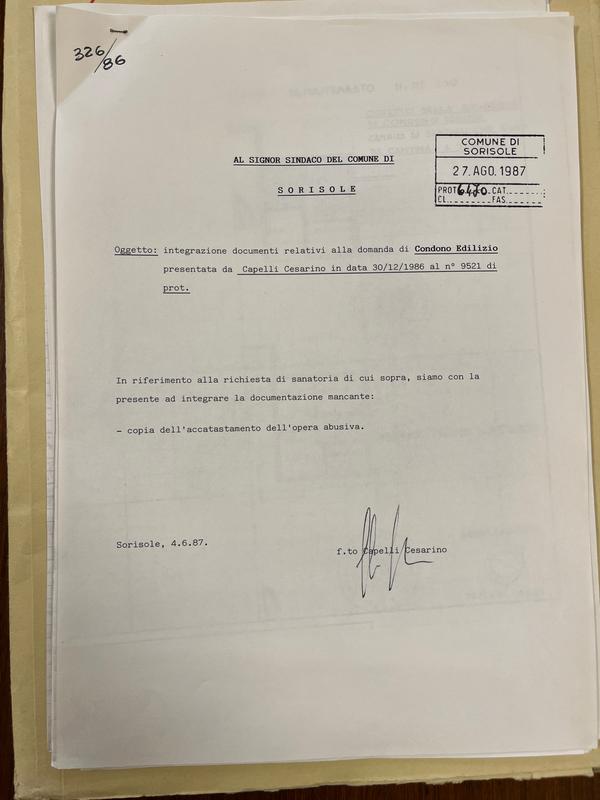 326/86
COMUNE DI
SORISOLE
27. AGO. 1987
PROT 6470 CAT.
CL. FAS.
AL SIGNOR SINDACO DEL COMUNE DI
S O R I S O L E
Oggetto: integrazione documenti relativi alla domanda di Condono Edilizio
presentata da Capelli Cesarino in data 30/12/1986 al n° 9521 di
prot.
In riferimento alla richiesta di sanatoria di cui sopra, siamo con la
presente ad integrare la documentazione mancante:
- copia dell'accatastamento dell'opera abusiva.
Sorisole, 4.6.87.
f.to Capelli Cesarino